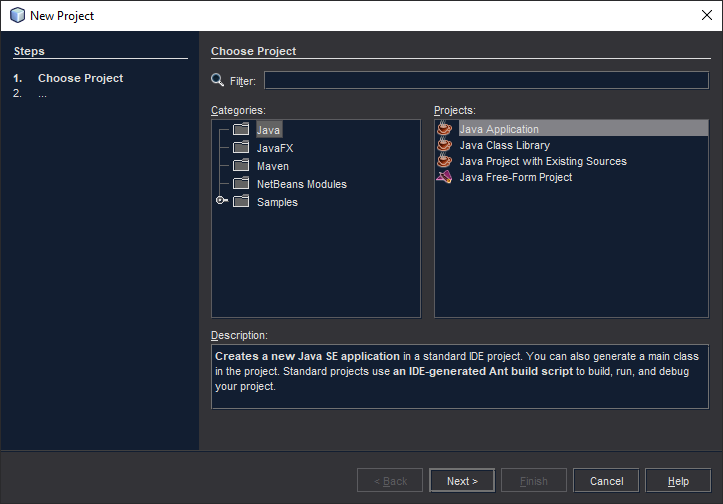 New Project
Steps
1. Choose Project
2. ...
Choose Project
Filter:
Categories:
Java
JavaFX
Maven
NetBeans Modules
Samples
Projects:
Java Application
Java Class Library
Java Project with Existing Sources
Java Free-Form Project
Description:
Creates a new Java SE application in a standard IDE project. You can also generate a main class
in the project. Standard projects use an IDE-generated Ant build script to build, run, and debug
your project.
< Back
Next >
Finish
Cancel
Help